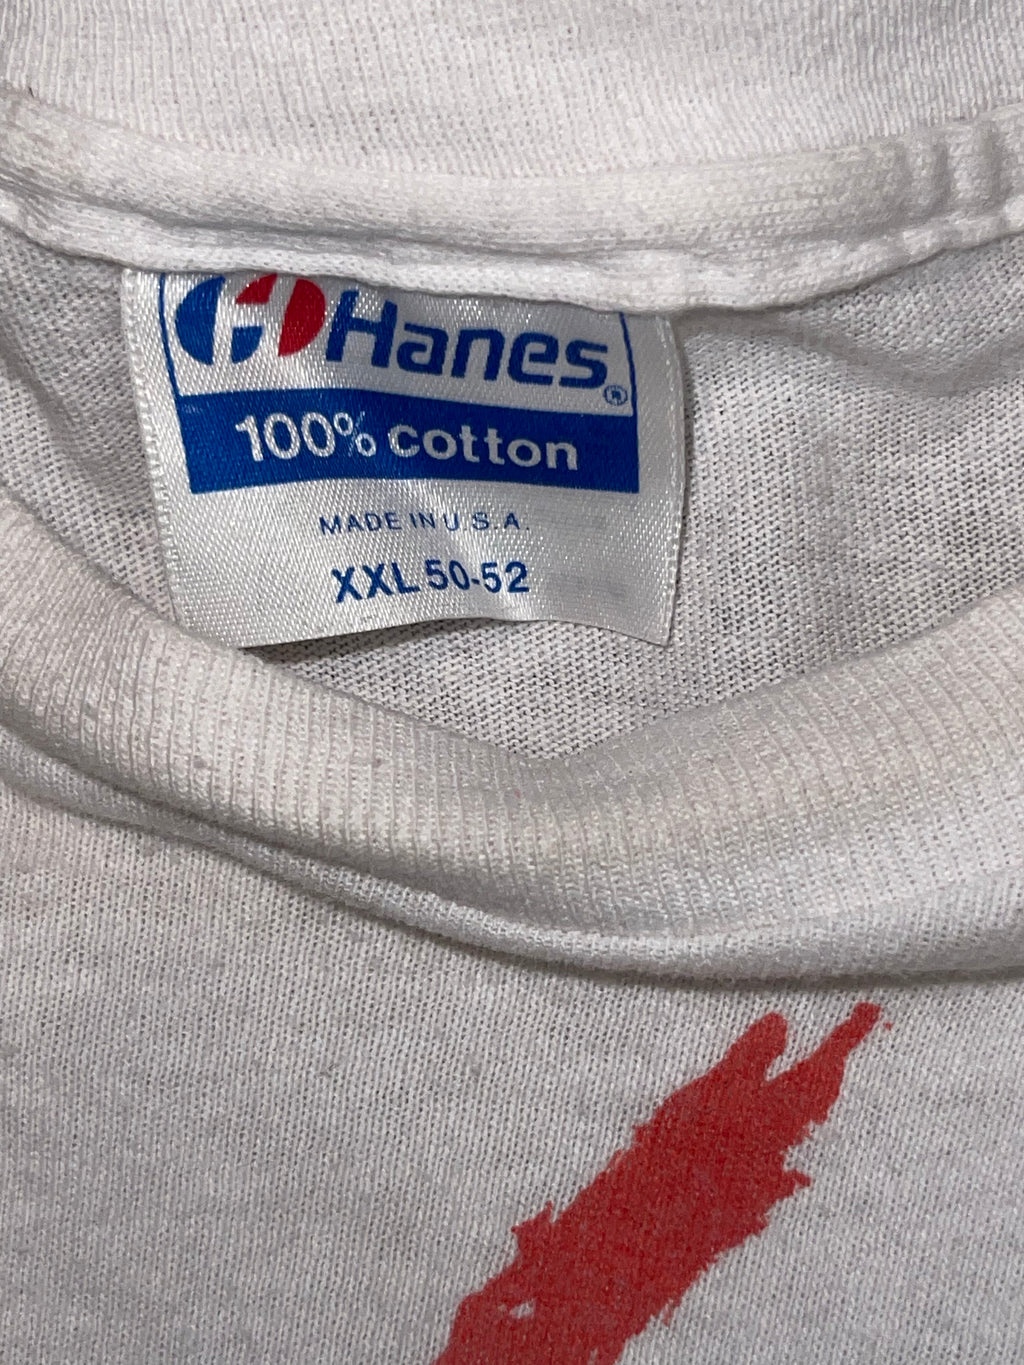 Hanes®
100% cotton
MADE IN U.S.A.
XXL 50-52